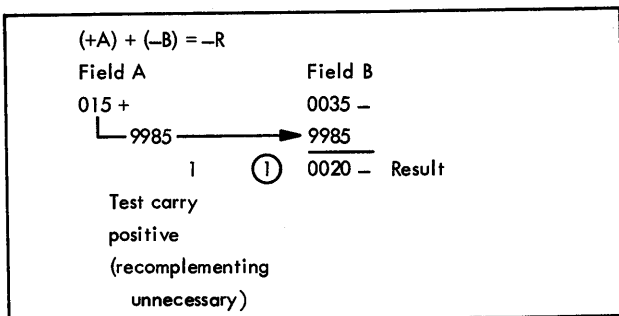 (+A) + (–B) = –R
Field A Field B
015 + 0035 –
9985 9985
1 1 0020 – Result
Test carry
positive
(recomplementing
unnecessary)